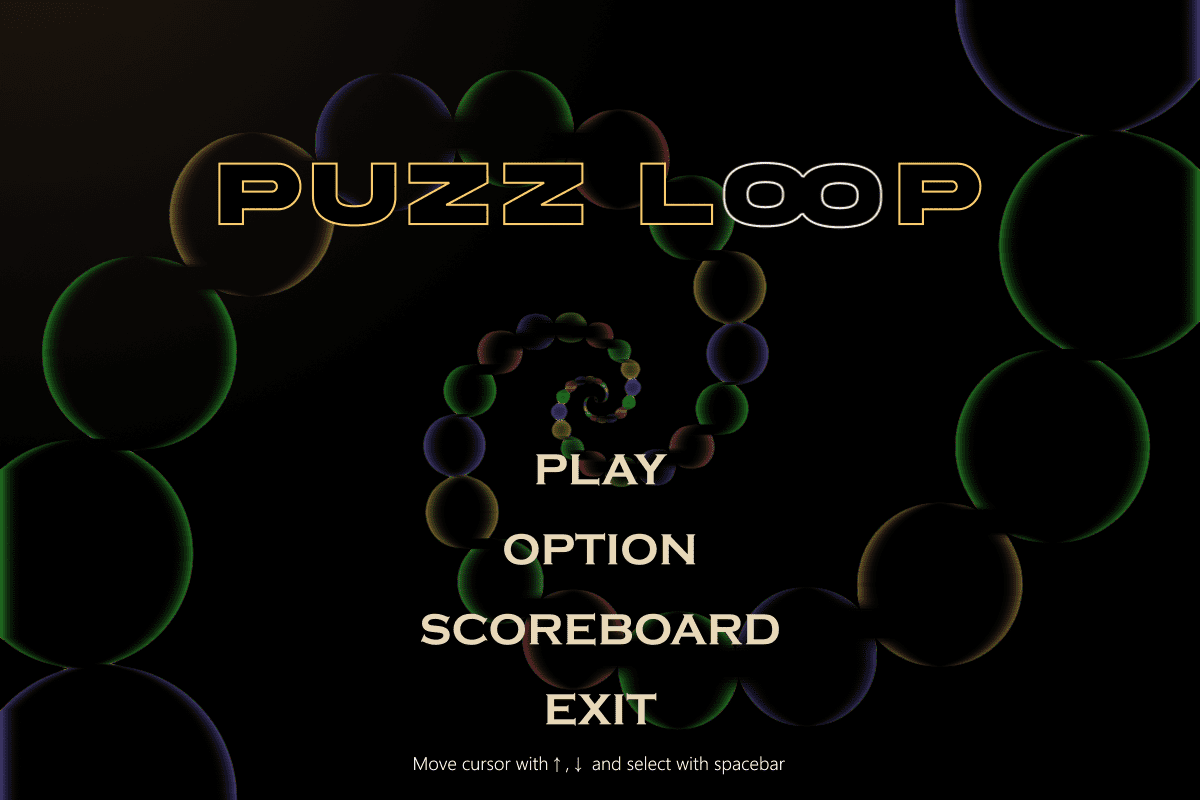 PUZZ LOOP
PLAY
OPTION
SCOREBOARD
EXIT
Move cursor with ↑ , ↓ and select with spacebar